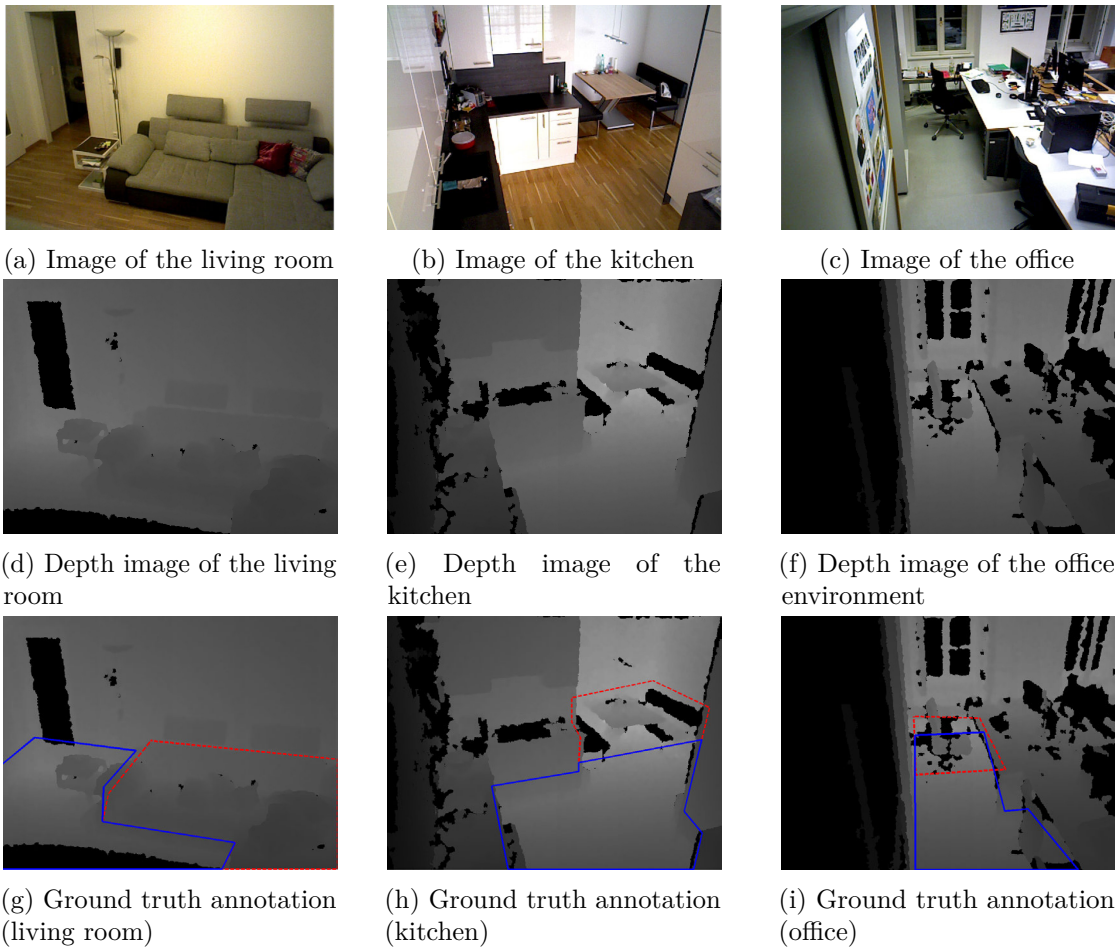 (a) Image of the living room
(b) Image of the kitchen
(c) Image of the office
(d) Depth image of the living
room
(e) Depth image of the
kitchen
(f) Depth image of the office
environment
(g) Ground truth annotation
(living room)
(h) Ground truth annotation
(kitchen)
(i) Ground truth annotation
(office)